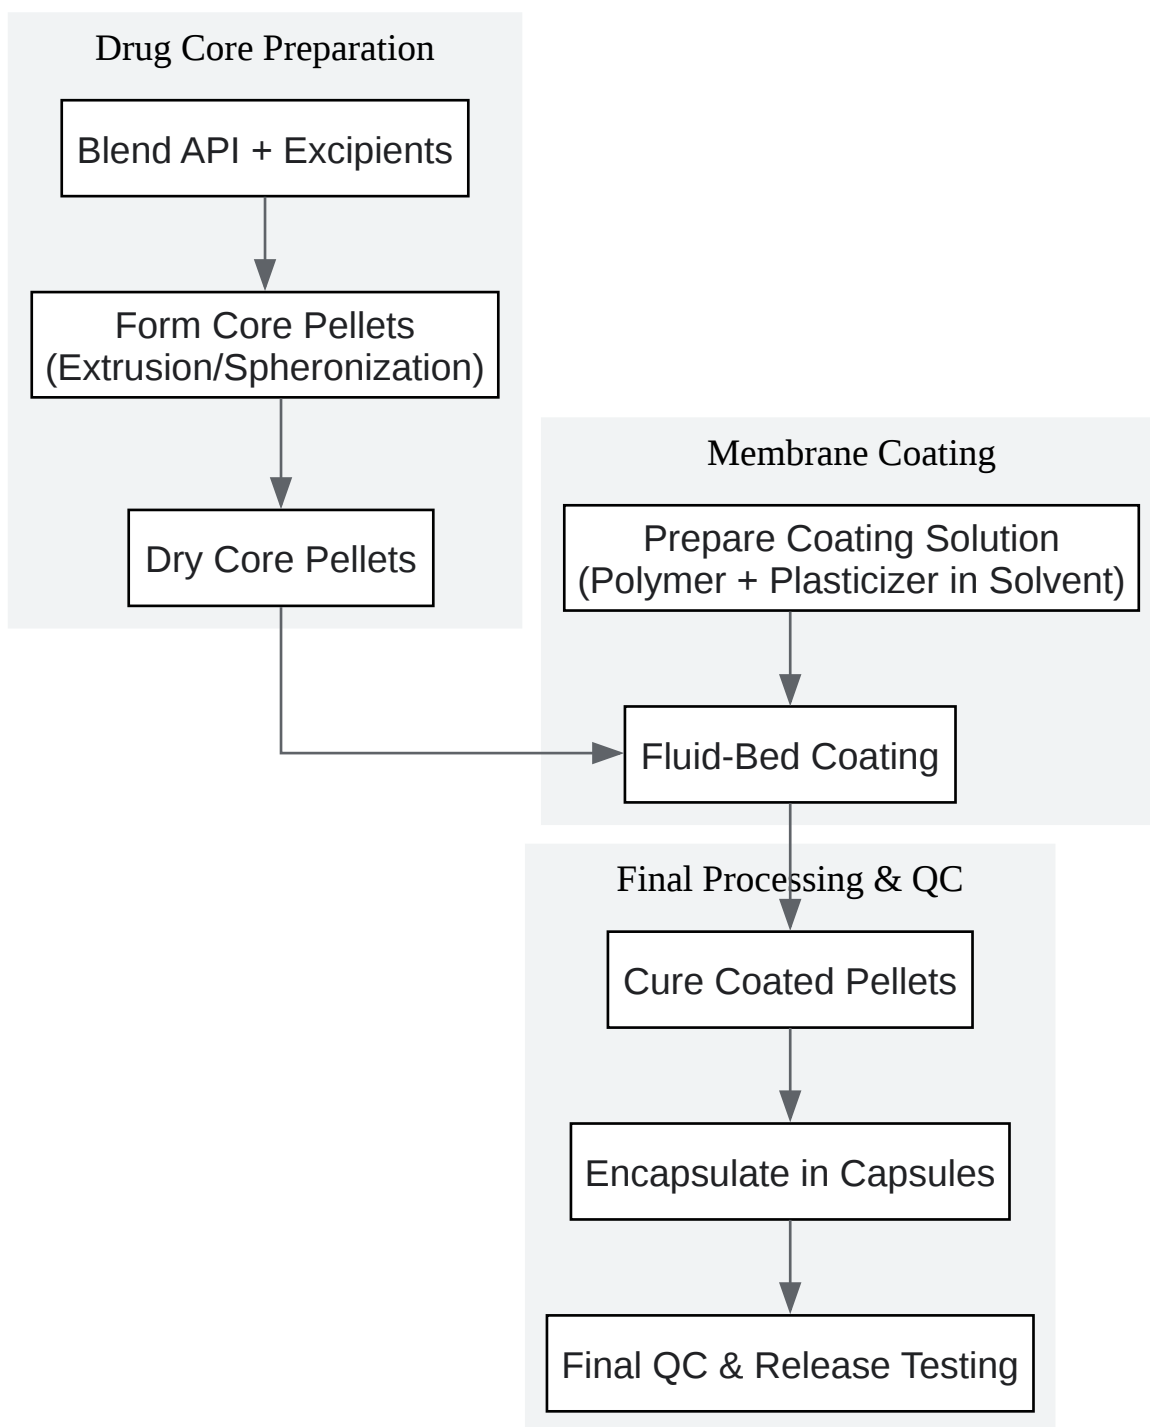 Drug Core Preparation
Blend API + Excipients
Form Core Pellets
(Extrusion/Spheronization)
Dry Core Pellets
Membrane Coating
Prepare Coating Solution
(Polymer + Plasticizer in Solvent)
Fluid-Bed Coating
Final Processing & QC
Cure Coated Pellets
Encapsulate in Capsules
Final QC & Release Testing